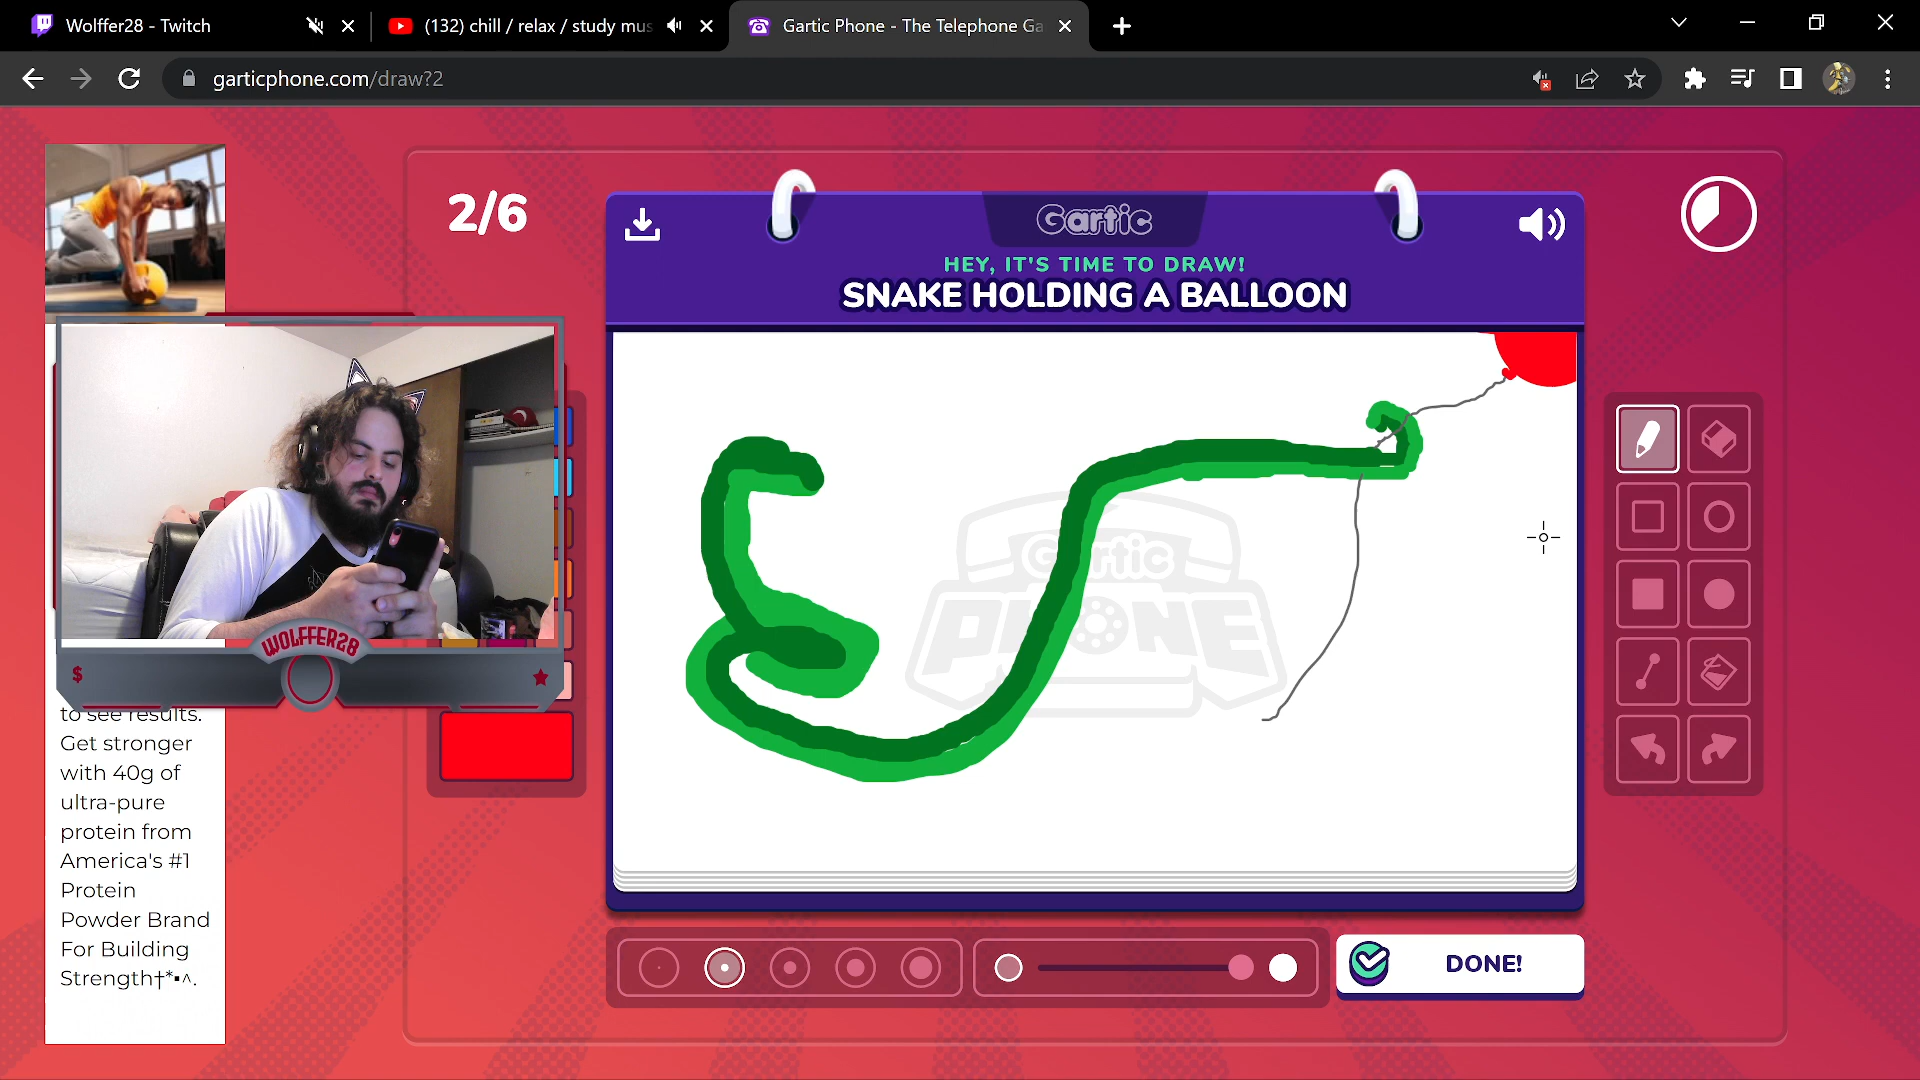 Wolffer28 - Twitch
(132) chill / relax / study mus
Gartic Phone - The Telephone Ga
garticphone.com/draw?2
2/6
Gartic
HEY, IT'S TIME TO DRAW!
SNAKE HOLDING A BALLOON
Gartic
PHONE
WOLFFER28
$
to see results.
Get stronger
with 40g of
ultra-pure
protein from
America's #1
Protein
Powder Brand
For Building
Strength†*▪^.
DONE!